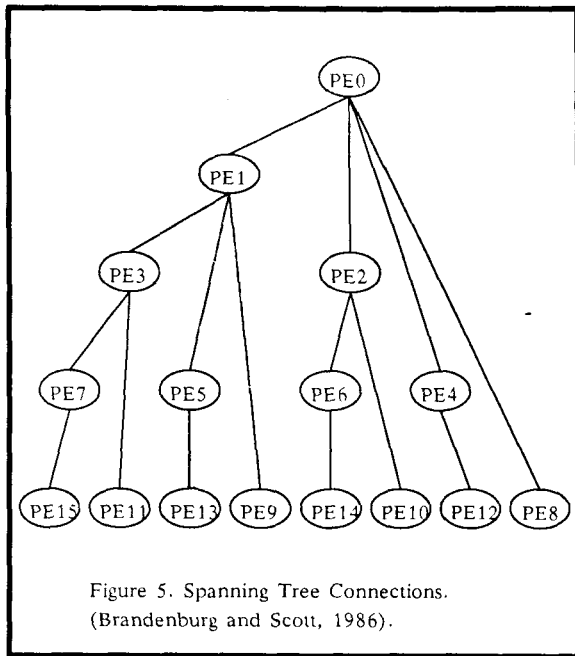 PE0
PE1
PE3 PE2
PE7 PE5 PE6 PE4
PE15 PE11 PE13 PE9 PE14 PE10 PE12 PE8
Figure 5. Spanning Tree Connections.
(Brandenburg and Scott, 1986).